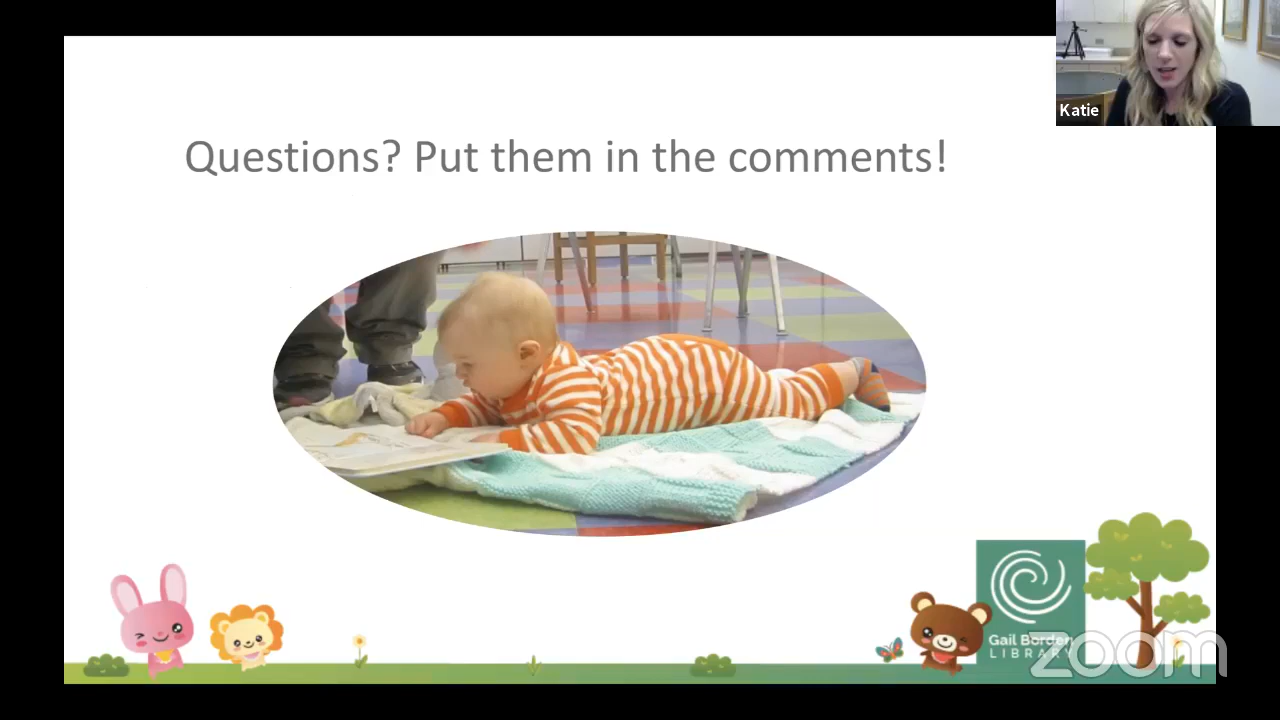 Katie
Questions? Put them in the comments!
Gail Borden
LIBRARY
zoom